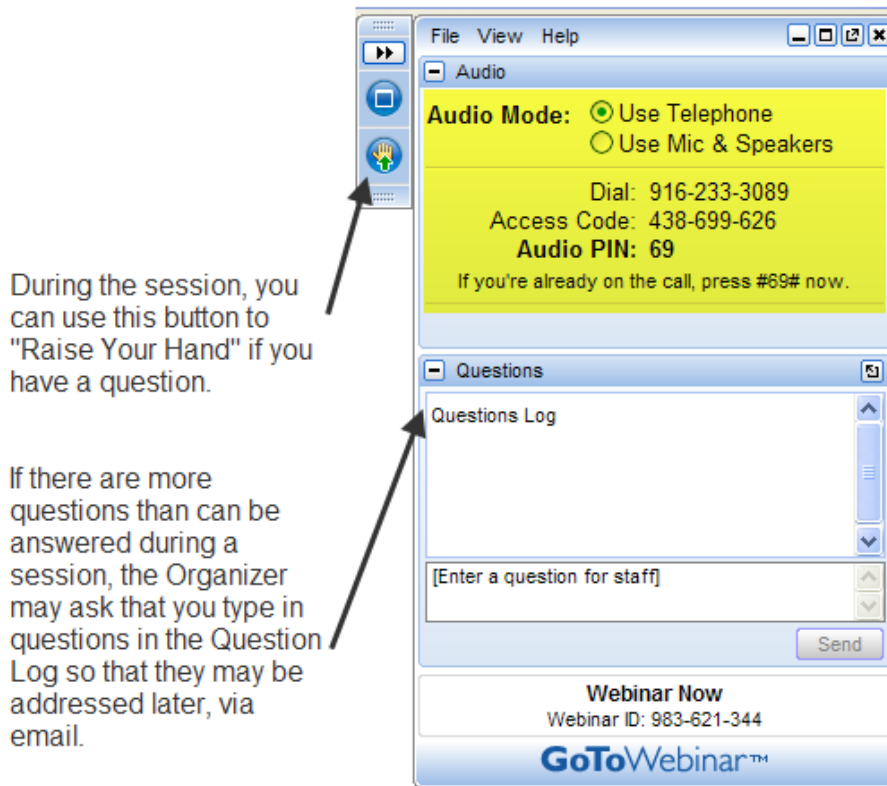 File View Help
Audio
Audio Mode: Use Telephone
Use Mic & Speakers
Dial: 916-233-3089
Access Code: 438-699-626
Audio PIN: 69
If you're already on the call, press #69# now.
During the session, you
can use this button to
"Raise Your Hand" if you
have a question.
Questions
Questions Log
If there are more
questions than can be
answered during a
session, the Organizer
may ask that you type in
questions in the Question
Log so that they may be
addressed later, via
email.
[Enter a question for staff]
Send
Webinar Now
Webinar ID: 983-621-344
GoToWebinar™